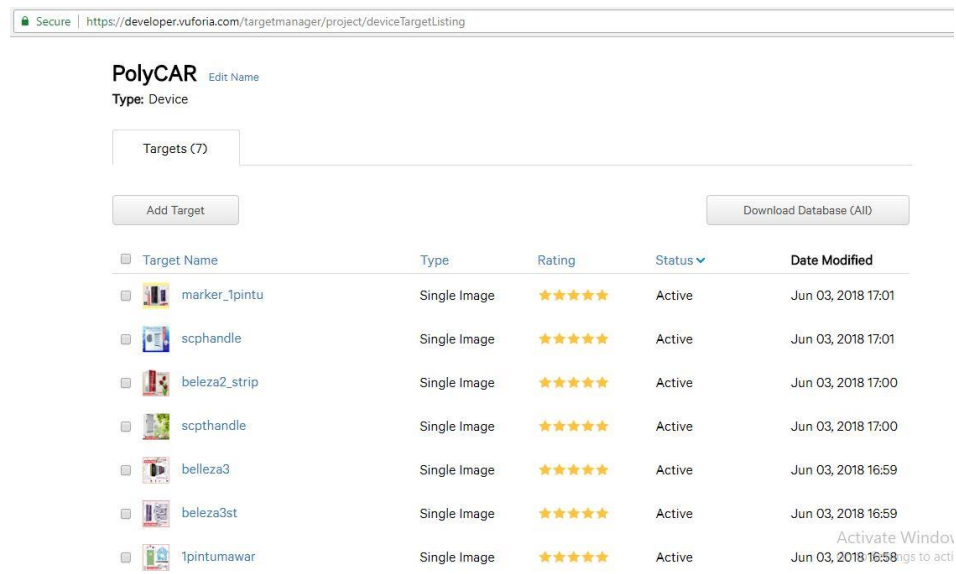 Secure | https://developer.vuforia.com/targetmanager/project/deviceTargetListing
PolyCAR Edit Name
Type: Device
Targets (7)
Add Target Download Database (All)
Target Name Type Rating Status Date Modified
marker_1pintu Single Image Active Jun 03, 2018 17:01
scphandle Single Image Active Jun 03, 2018 17:01
beleza2_strip Single Image Active Jun 03, 2018 17:00
scpthandle Single Image Active Jun 03, 2018 17:00
belleza3 Single Image Active Jun 03, 2018 16:59
beleza3st Single Image Active Jun 03, 2018 16:59
Activate Window
1pintumawar Single Image Active Jun 03, 2018 16:58